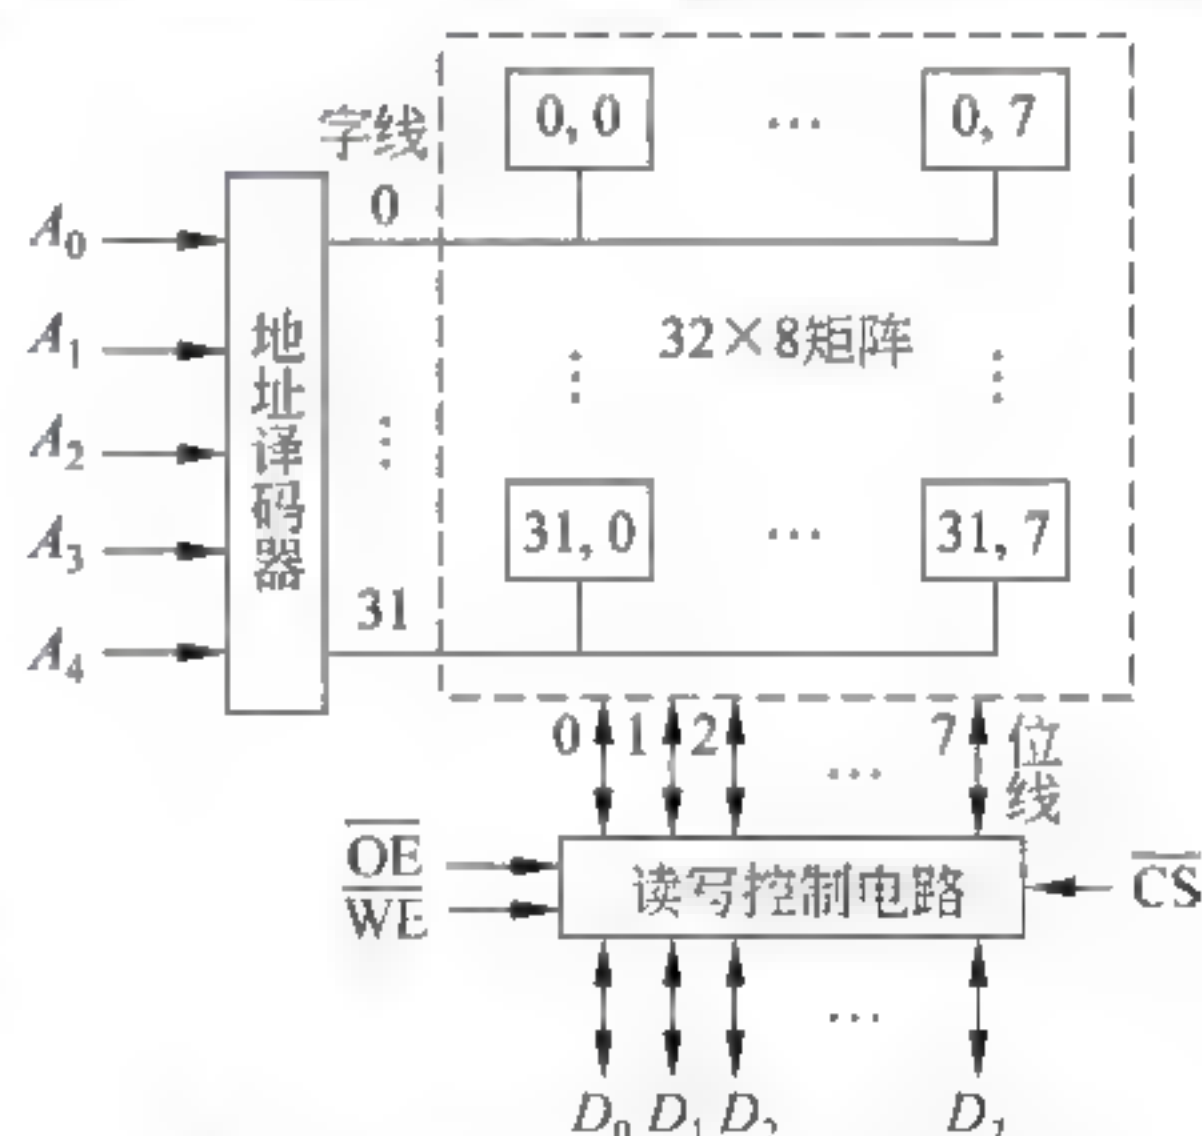 0, 0 … 0, 7
字线
0
A₀
A₁
A₂
A₃
A₄
地址译码器
32×8矩阵
31, 0 … 31, 7
31
0 1 2 … 7 位线
OE
WE
读写控制电路
CS
D₀ D₁ D₂ … D₇